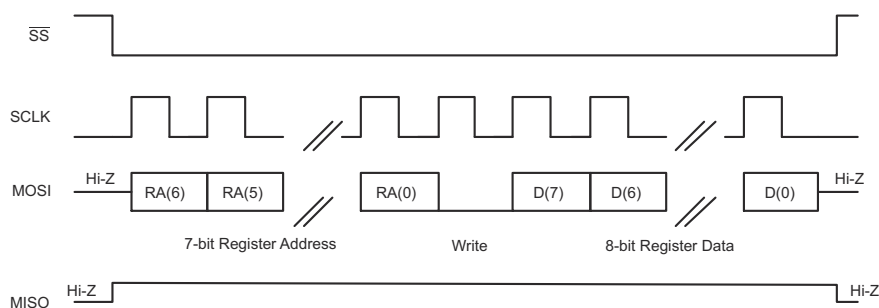 SS
SCLK
MOSI Hi-Z RA(6) RA(5) RA(0) D(7) D(6) D(0) Hi-Z
7-bit Register Address Write 8-bit Register Data
MISO Hi-Z Hi-Z